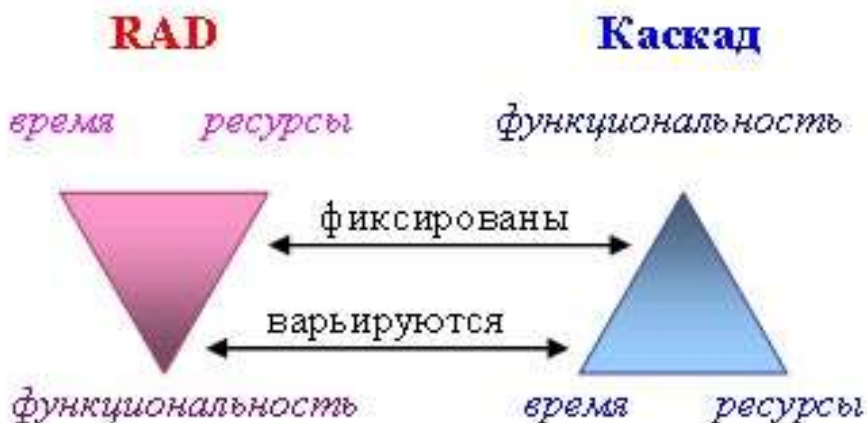 RAD Каскад
время ресурсы функциональность
фиксированы
варьируются
функциональность время ресурсы